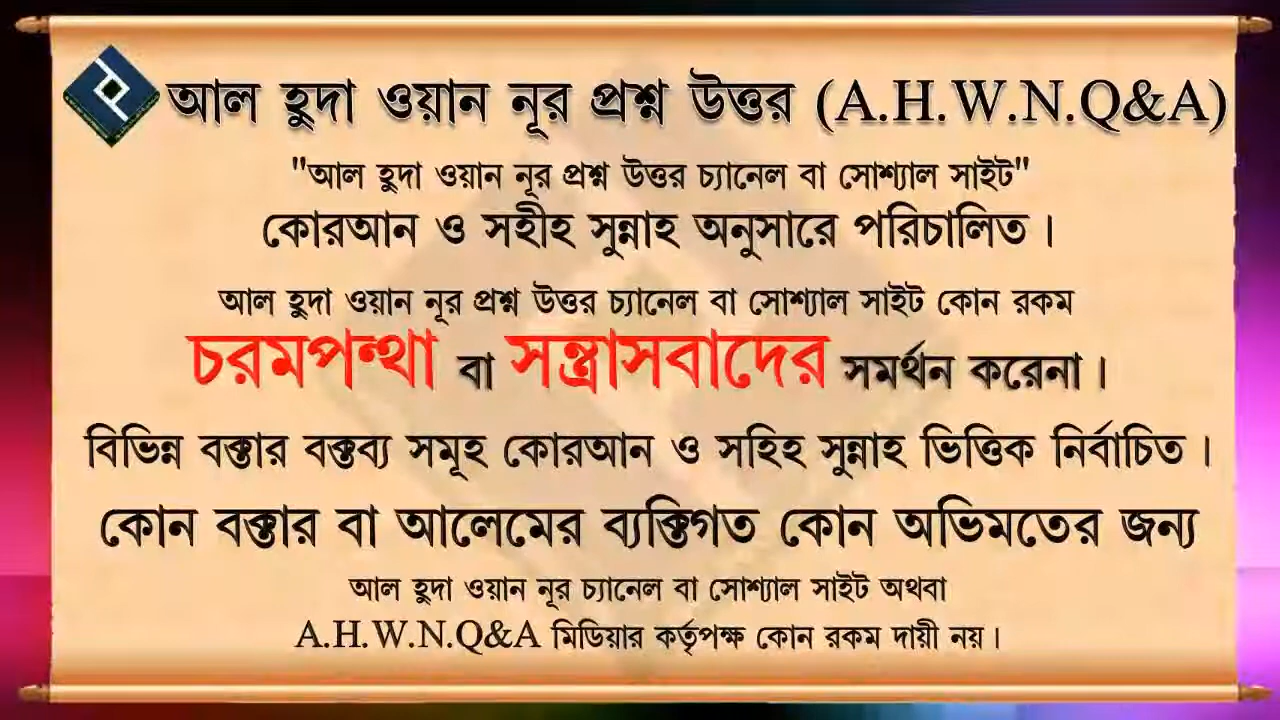 আল হুদা ওয়ান নূর প্রশ্ন উত্তর (A.H.W.N.Q&A)
"আল হুদা ওয়ান নূর প্রশ্ন উত্তর চ্যানেল বা সোশ্যাল সাইট"
কোরআন ও সহীহ সুন্নাহ অনুসারে পরিচালিত।
আল হুদা ওয়ান নূর প্রশ্ন উত্তর চ্যানেল বা সোশ্যাল সাইট কোন রকম
চরমপন্থা বা সন্ত্রাসবাদের সমর্থন করেনা।
বিভিন্ন বক্তার বক্তব্য সমূহ কোরআন ও সহিহ সুন্নাহ ভিত্তিক নির্বাচিত।
কোন বক্তার বা আলেমের ব্যক্তিগত কোন অভিমতের জন্য
আল হুদা ওয়ান নূর চ্যানেল বা সোশ্যাল সাইট অথবা
A.H.W.N.Q&A মিডিয়ার কর্তৃপক্ষ কোন রকম দায়ী নয়।